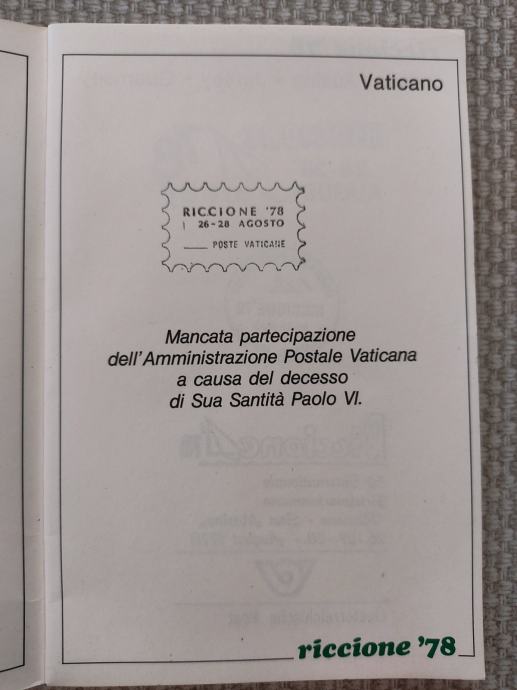 Vaticano
RICCIONE '78
26-28 AGOSTO
POSTE VATICANE
Mancata partecipazione
dell'Amministrazione Postale Vaticana
a causa del decesso
di Sua Santità Paolo VI.
riccione '78